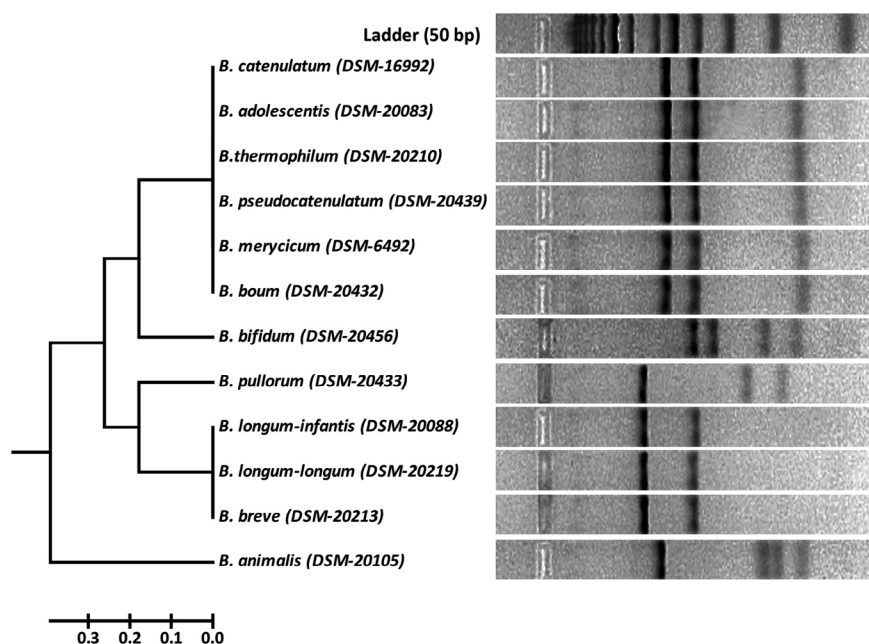 Ladder (50 bp)
B. catenulatum (DSM-16992)
B. adolescentis (DSM-20083)
B.thermophilum (DSM-20210)
B. pseudocatenulatum (DSM-20439)
B. merycicum (DSM-6492)
B. boum (DSM-20432)
B. bifidum (DSM-20456)
B. pullorum (DSM-20433)
B. longum-infantis (DSM-20088)
B. longum-longum (DSM-20219)
B. breve (DSM-20213)
B. animalis (DSM-20105)
0.3 0.2 0.1 0.0